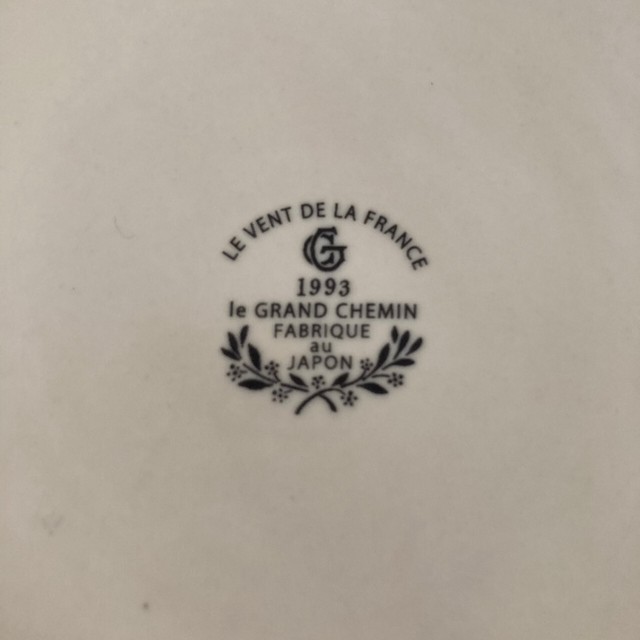 LE VENT DE LA FRANCE
G
1993
le GRAND CHEMIN
FABRIQUE
au
JAPON